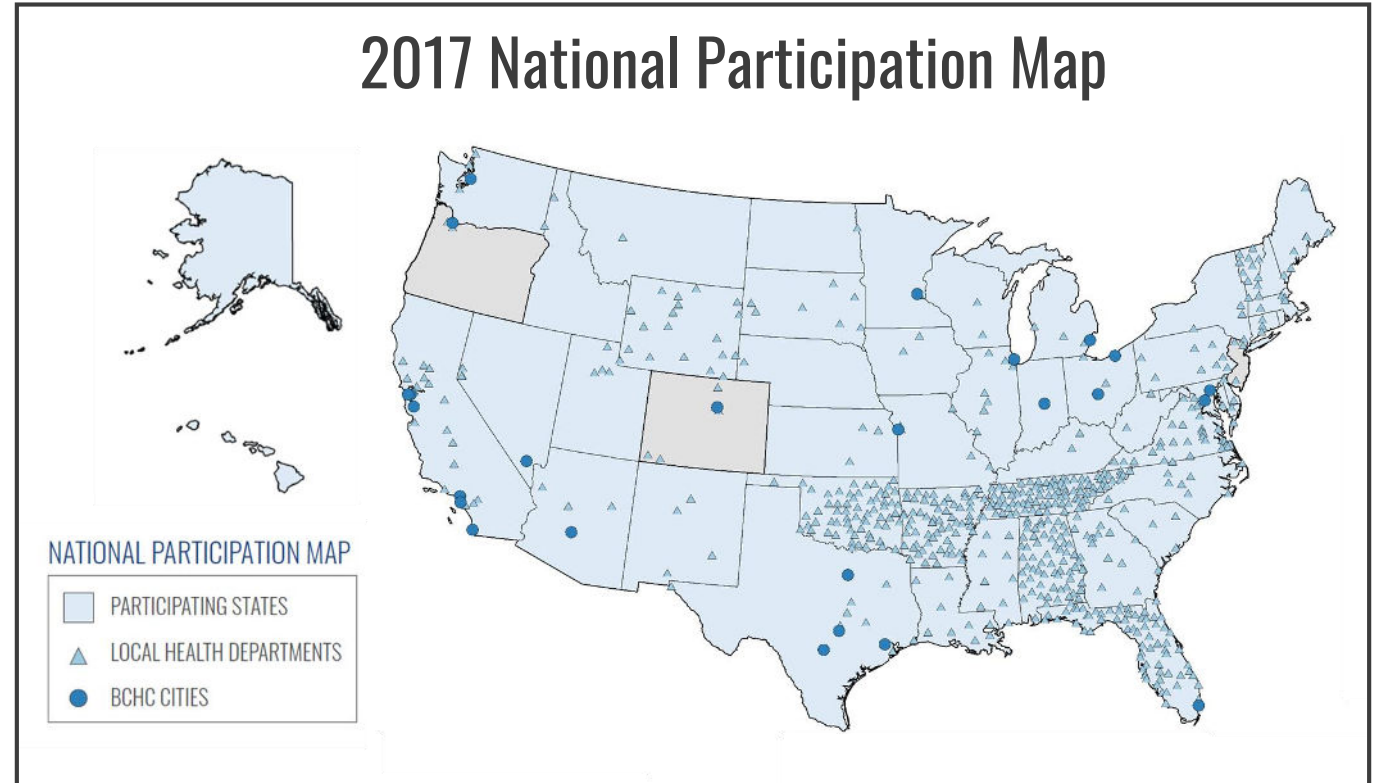 2017 National Participation Map
NATIONAL PARTICIPATION MAP
PARTICIPATING STATES
LOCAL HEALTH DEPARTMENTS
BCHC CITIES